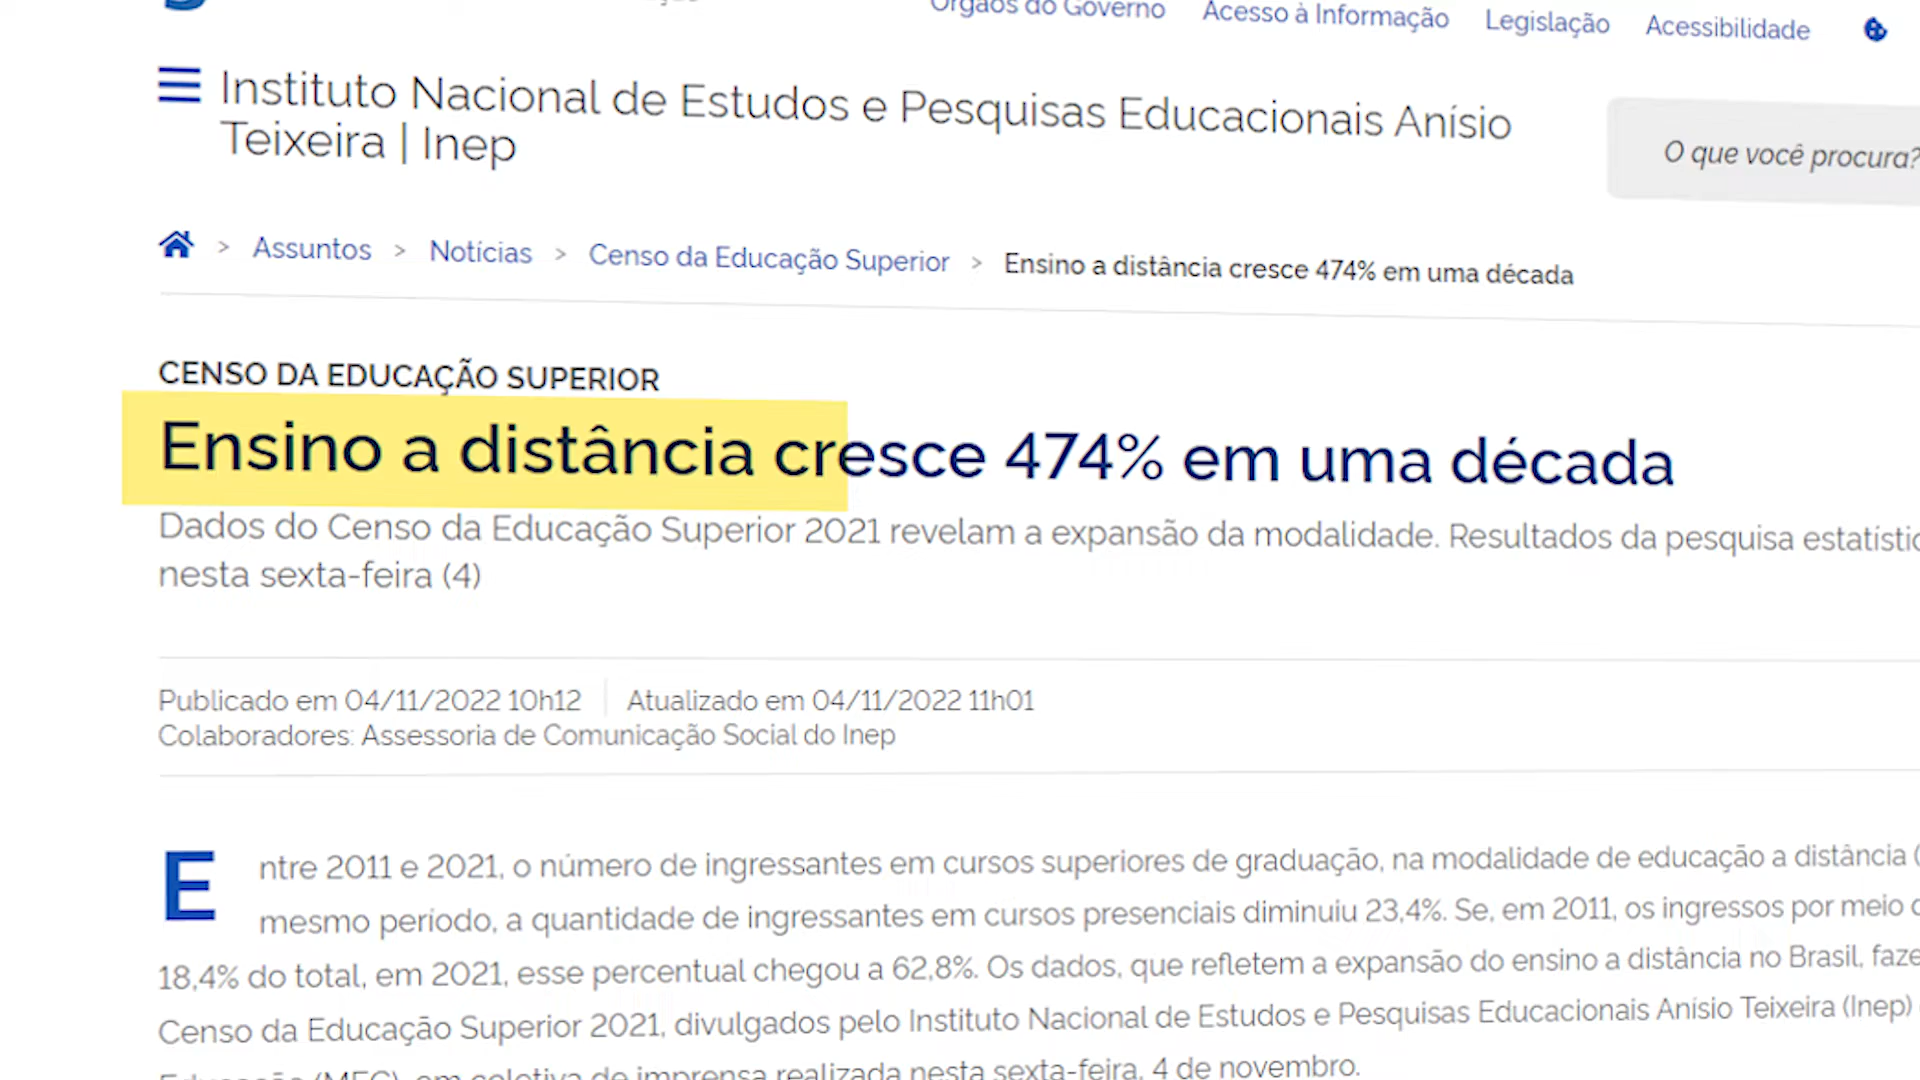 Órgãos do Governo Acesso à Informação Legislação Acessibilidade
Instituto Nacional de Estudos e Pesquisas Educacionais Anísio
Teixeira | Inep
O que você procura?
> Assuntos > Notícias > Censo da Educação Superior > Ensino a distância cresce 474% em uma década
CENSO DA EDUCAÇÃO SUPERIOR
Ensino a distância cresce 474% em uma década
Dados do Censo da Educação Superior 2021 revelam a expansão da modalidade. Resultados da pesquisa
nesta sexta-feira (4)
Publicado em 04/11/2022 10h12 Atualizado em 04/11/2022 11h01
Colaboradores: Assessoria de Comunicação Social do Inep
Entre 2011 e 2021, o número de ingressantes em cursos superiores de graduação, na modalidade de educação a distância (
mesmo período, a quantidade de ingressantes em cursos presenciais diminuiu 23,4%. Se, em 2011, os ingressos por meio
18,4% do total, em 2021, esse percentual chegou a 62,8%. Os dados, que refletem a expansão do ensino a distância no Brasil,
Censo da Educação Superior 2021, divulgados pelo Instituto Nacional de Estudos e Pesquisas Educacionais Anísio Teixeira (Inep)
Educação (MEC), em coletiva de imprensa realizada nesta sexta-feira, 4 de novembro.